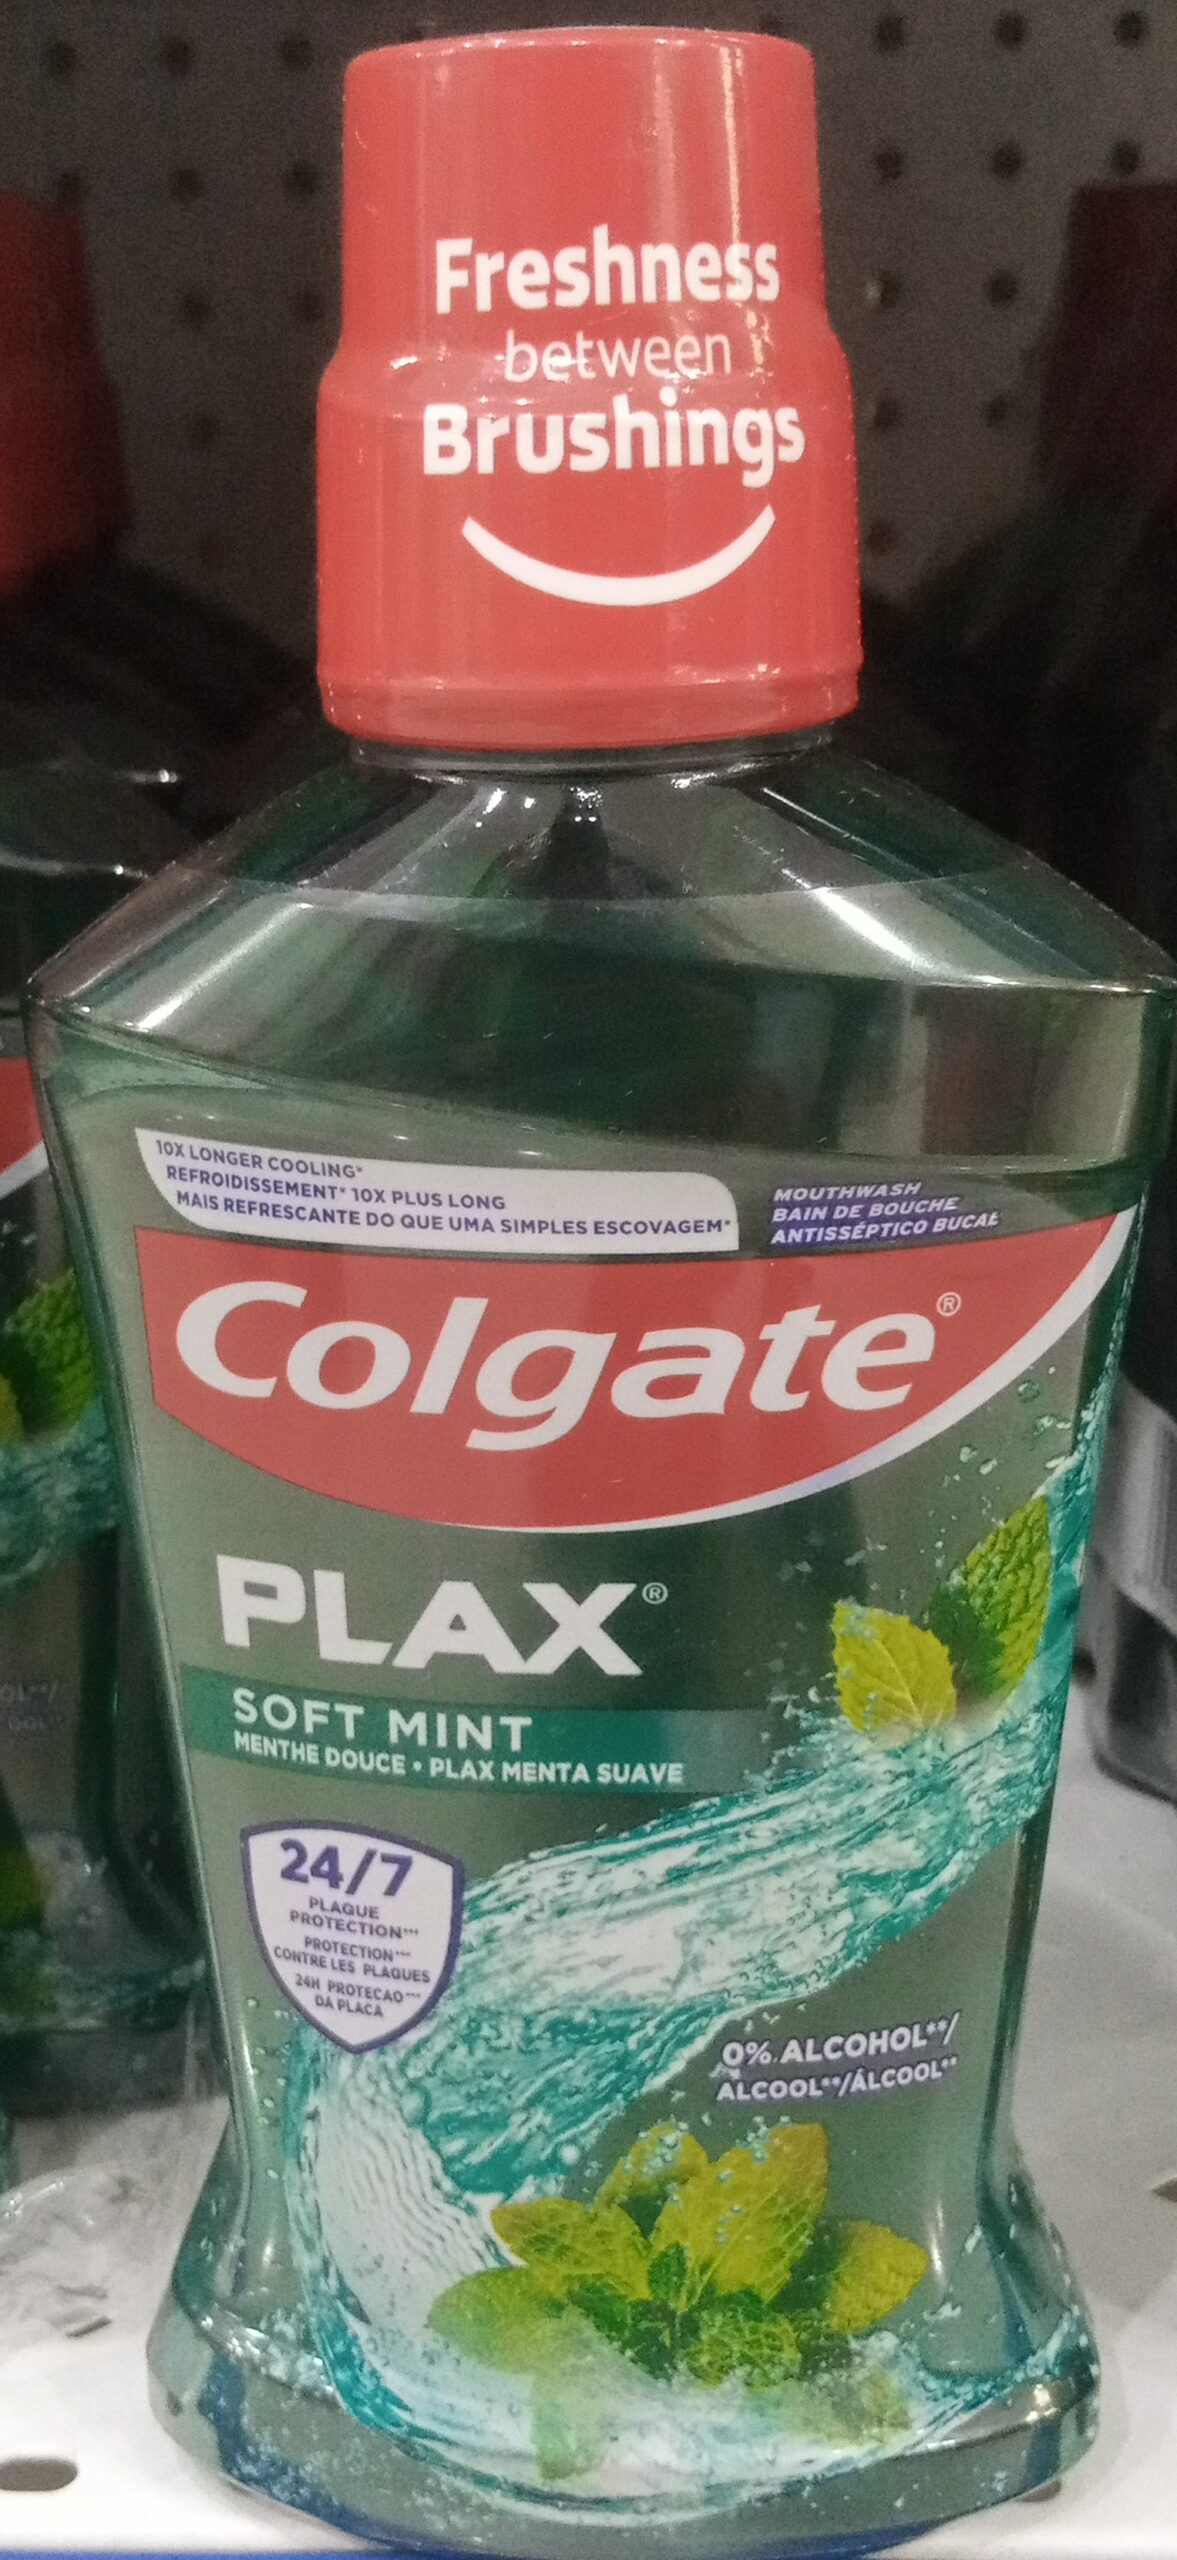 Freshness
between
Brushings
10X LONGER COOLING*
REFROIDISSEMENT* 10X PLUS LONG
MAIS REFRESCANTE DO QUE UMA SIMPLES ESCOVAGEM*
MOUTHWASH
BAIN DE BOUCHE
ANTISSÉPTICO BUCAL
Colgate®
PLAX®
SOFT MINT
MENTHE DOUCE • PLAX MENTA SUAVE
24/7
PLAQUE
PROTECTION***
PROTECTION***
CONTRE LES PLAQUES
24H PROTECAO***
DA PLACA
0% ALCOHOL**/
ALCOOL**/ÁLCOOL**